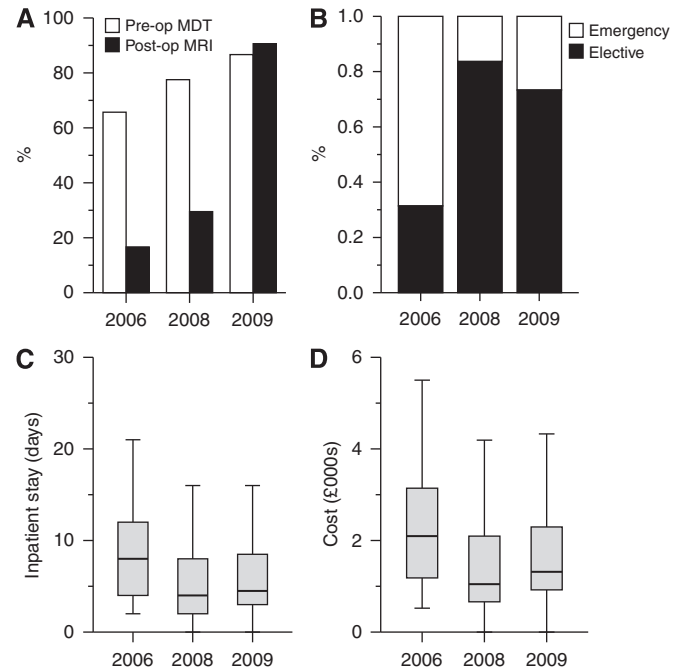 A
100
80
60
40
20
0
%
Pre-op MDT
Post-op MRI
2006 2008 2009
B
1.0
0.8
0.6
0.4
0.2
0.0
%
Emergency
Elective
2006 2008 2009
C
30
20
10
0
Inpatient stay (days)
2006 2008 2009
D
6
4
2
0
Cost (£000s)
2006 2008 2009